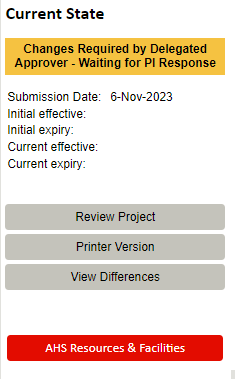 Current State
Changes Required by Delegated
Approver - Waiting for PI Response
Submission Date: 6-Nov-2023
Initial effective:
Initial expiry:
Current effective:
Current expiry:
Review Project
Printer Version
View Differences
AHS Resources & Facilities